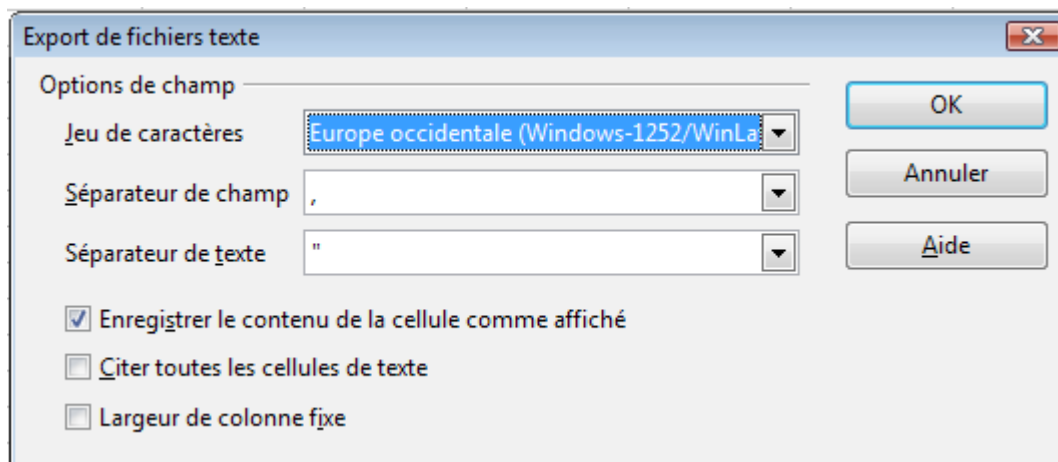 Export de fichiers texte
Options de champ
Jeu de caractères
Europe occidentale (Windows-1252/WinLa
Séparateur de champ
,
Séparateur de texte
"
Enregistrer le contenu de la cellule comme affiché
Citer toutes les cellules de texte
Largeur de colonne fixe
OK
Annuler
Aide